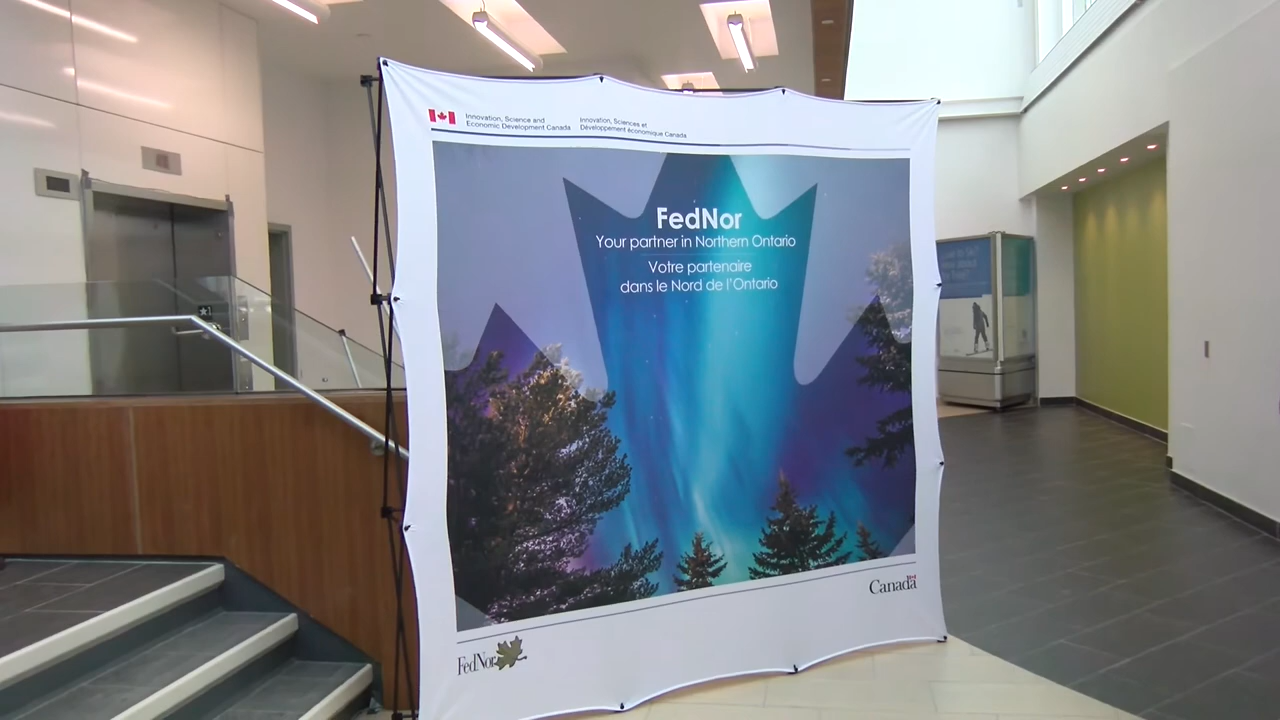 Innovation, Science and
Economic Development Canada
Innovation, Sciences et
Développement économique Canada
FedNor
Your partner in Northern Ontario
Votre partenaire
dans le Nord de l'Ontario
Canada
FedNor